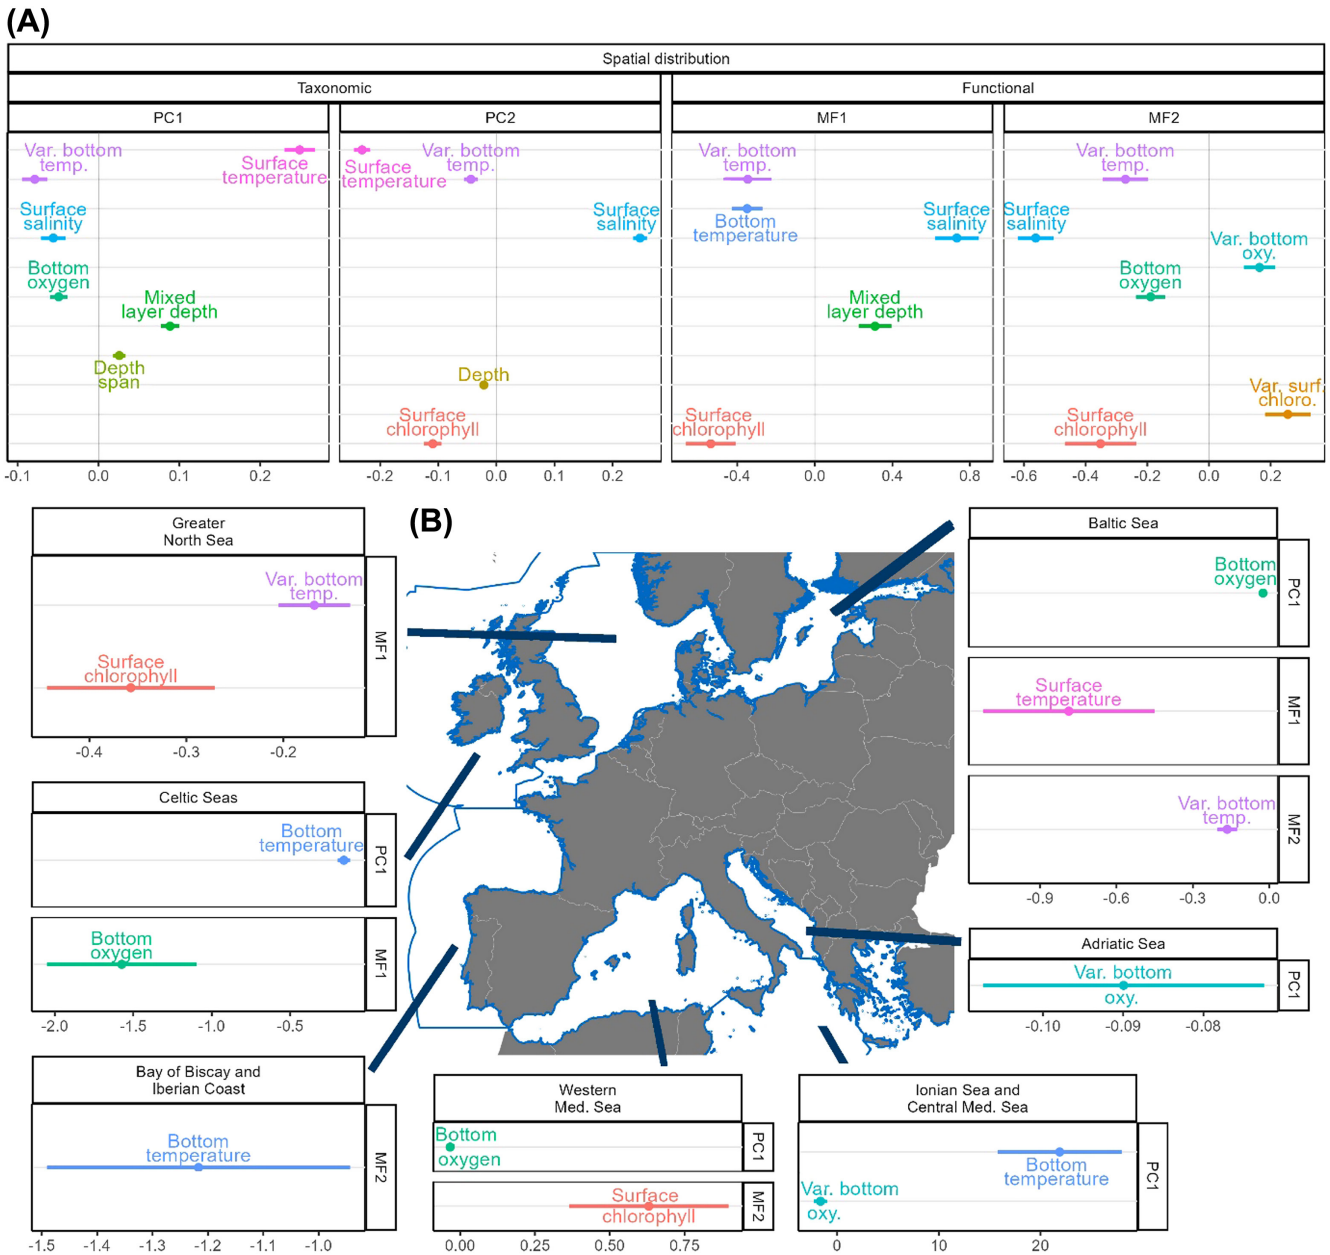 (A)
Spatial distribution
Taxonomic
Functional
PC1
PC2
MF1
MF2
Var. bottom
temp.
Surface
temperature
Surface
salinity
Bottom
oxygen
Mixed
layer depth
Depth
span
-0.1
0.0
0.1
0.2
Surface
temperature
Var. bottom
temp.
Surface
salinity
Depth
Surface
chlorophyll
-0.2
-0.1
0.0
0.1
0.2
Var. bottom
temp.
Bottom
temperature
Surface
salinity
Mixed
layer depth
Surface
chlorophyll
-0.4
0.0
0.4
0.8
Var. bottom
temp.
Surface
salinity
Var. bottom
oxy.
Bottom
oxygen
Var. surf.
chloro.
Surface
chlorophyll
-0.6
-0.4
-0.2
0.0
0.2
(B)
Greater
North Sea
Var. bottom
temp.
Surface
chlorophyll
MF1
-0.4
-0.3
-0.2
Celtic Seas
Bottom
temperature
PC1
Bottom
oxygen
MF1
-2.0
-1.5
-1.0
-0.5
Bay of Biscay and
Iberian Coast
Bottom
temperature
MF2
-1.5
-1.4
-1.3
-1.2
-1.1
-1.0
Western
Med. Sea
Bottom
oxygen
PC1
Surface
chlorophyll
MF2
0.00
0.25
0.50
0.75
Ionian Sea and
Central Med. Sea
Bottom
temperature
Var. bottom
oxy.
PC1
0
10
20
Baltic Sea
Bottom
oxygen
PC1
Surface
temperature
MF1
Var. bottom
temp.
MF2
-0.9
-0.6
-0.3
0.0
Adriatic Sea
Var. bottom
oxy.
PC1
-0.10
-0.09
-0.08